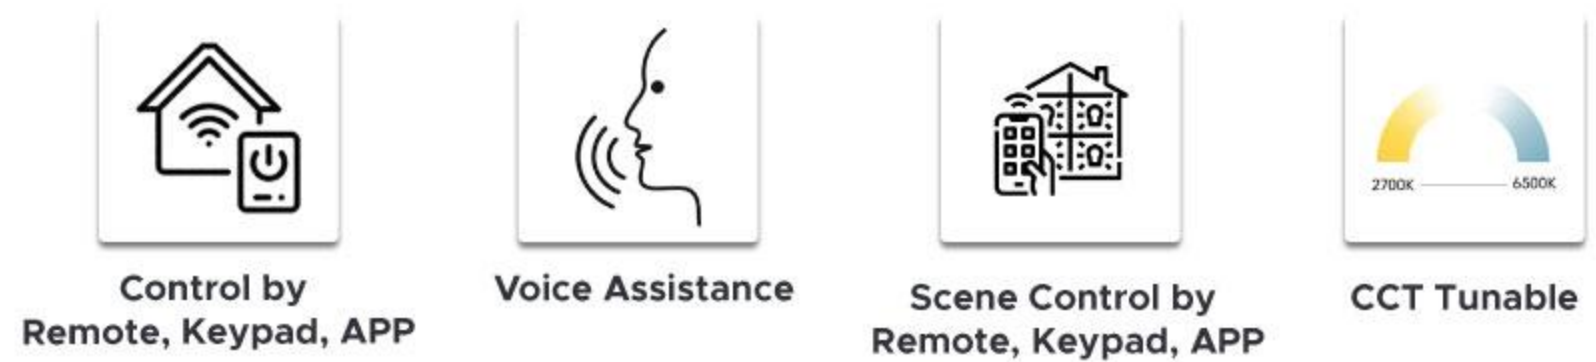 Control by
Remote, Keypad, APP
Voice Assistance
Scene Control by
Remote, Keypad, APP
2700K
6500K
CCT Tunable